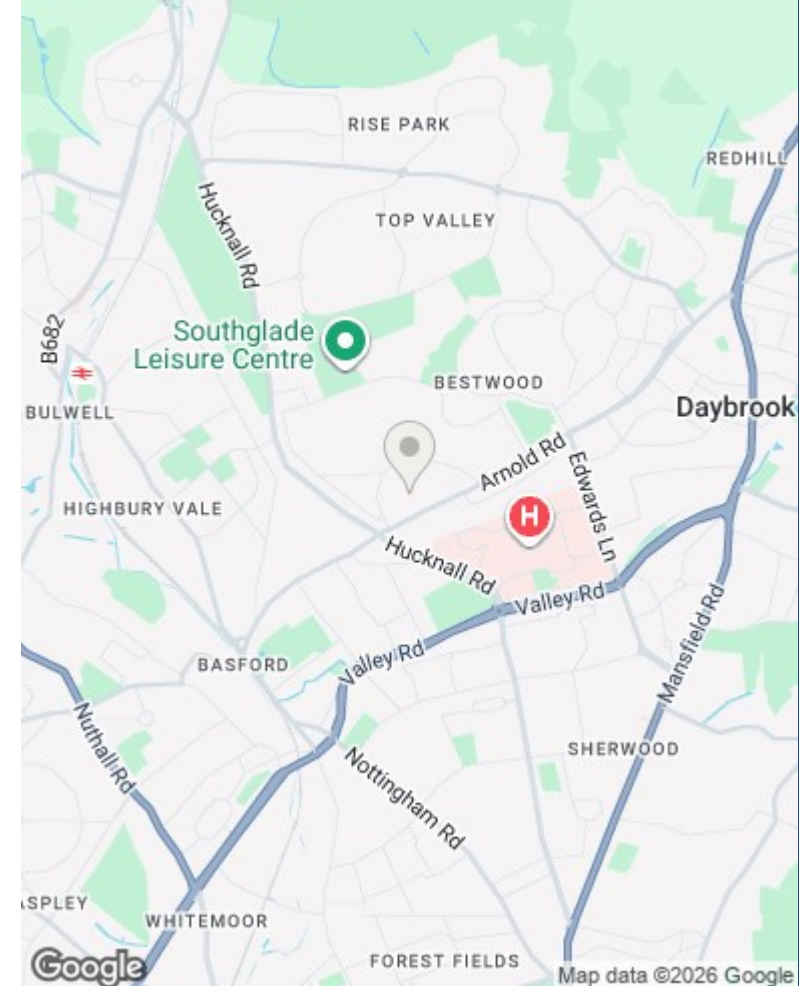 RISE PARK
REDHILL
Hucknall Rd
TOP VALLEY
B682
Southglade
Leisure Centre
BESTWOOD
BULWELL
Daybrook
Arnold Rd
Edwards Ln
HIGHBURY VALE
H
Hucknall Rd
Valley Rd
Mansfield Rd
BASFORD
Valley Rd
Nuthall Rd
SHERWOOD
Nottingham Rd
ASPLEY
WHITEMOOR
FOREST FIELDS
Google
Map data ©2026 Google